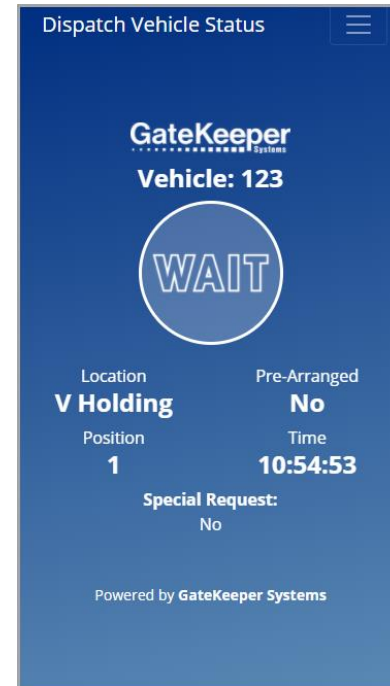 Dispatch Vehicle Status
GateKeeper
Systems
Vehicle: 123
WAIT
Location
Pre-Arranged
V Holding
No
Position
Time
1
10:54:53
Special Request:
No
Powered by GateKeeper Systems